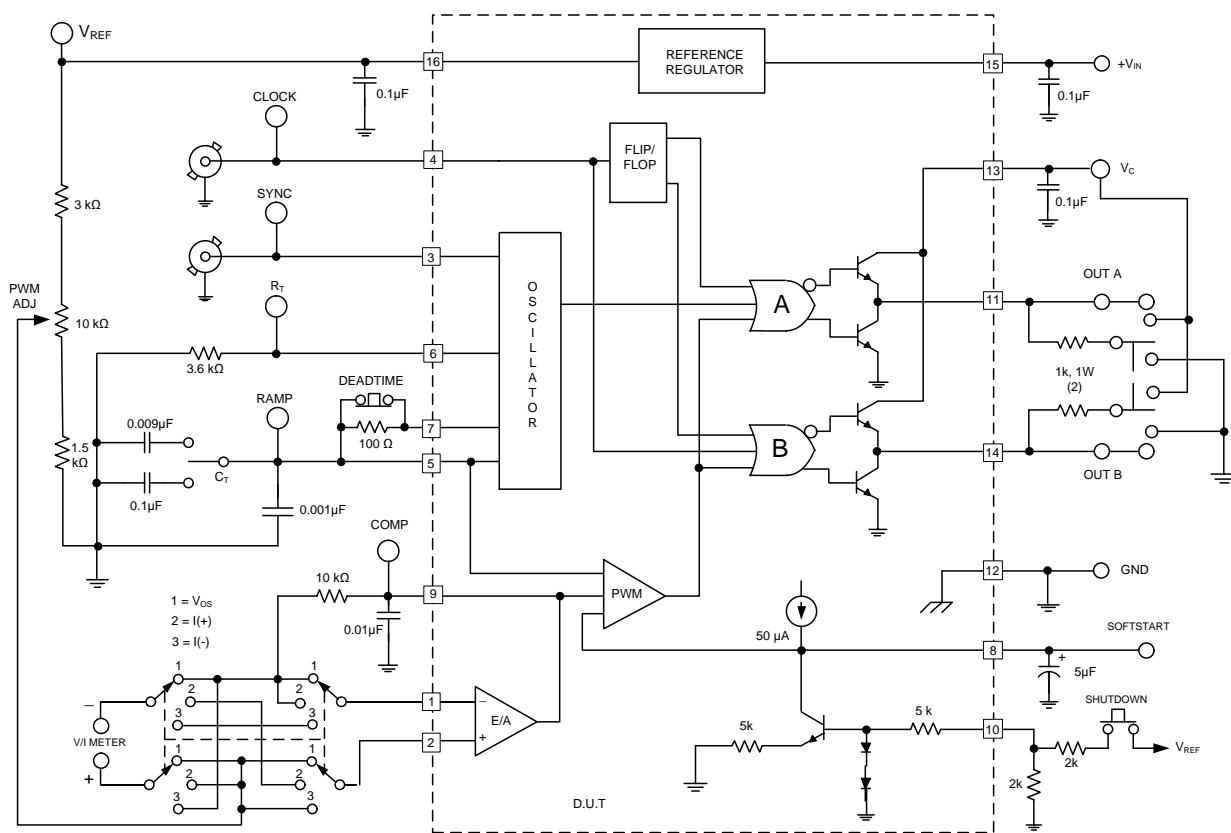 VREF
16
REFERENCE
REGULATOR
15
+VIN
0.1µF
0.1µF
CLOCK
4
FLIP/
FLOP
13
VC
0.1µF
3 kΩ
SYNC
3
OSCILLATOR
A
OUT A
11
PWM
ADJ
10 kΩ
RT
3.6 kΩ
6
1k, 1W
(2)
DEADTIME
RAMP
0.009µF
100 Ω
7
B
1.5
kΩ
CT
5
14
OUT B
0.1µF
0.001µF
COMP
10 kΩ
9
PWM
12
GND
1 = VOS
2 = I(+)
3 = I(-)
0.01µF
50 µA
8
SOFTSTART
+
5µF
1
1
2
2
3
3
–
V/I METER
+
1
–
E/A
2
+
1
1
2
2
3
3
5k
5 k
10
SHUTDOWN
2k
VREF
2k
D.U.T